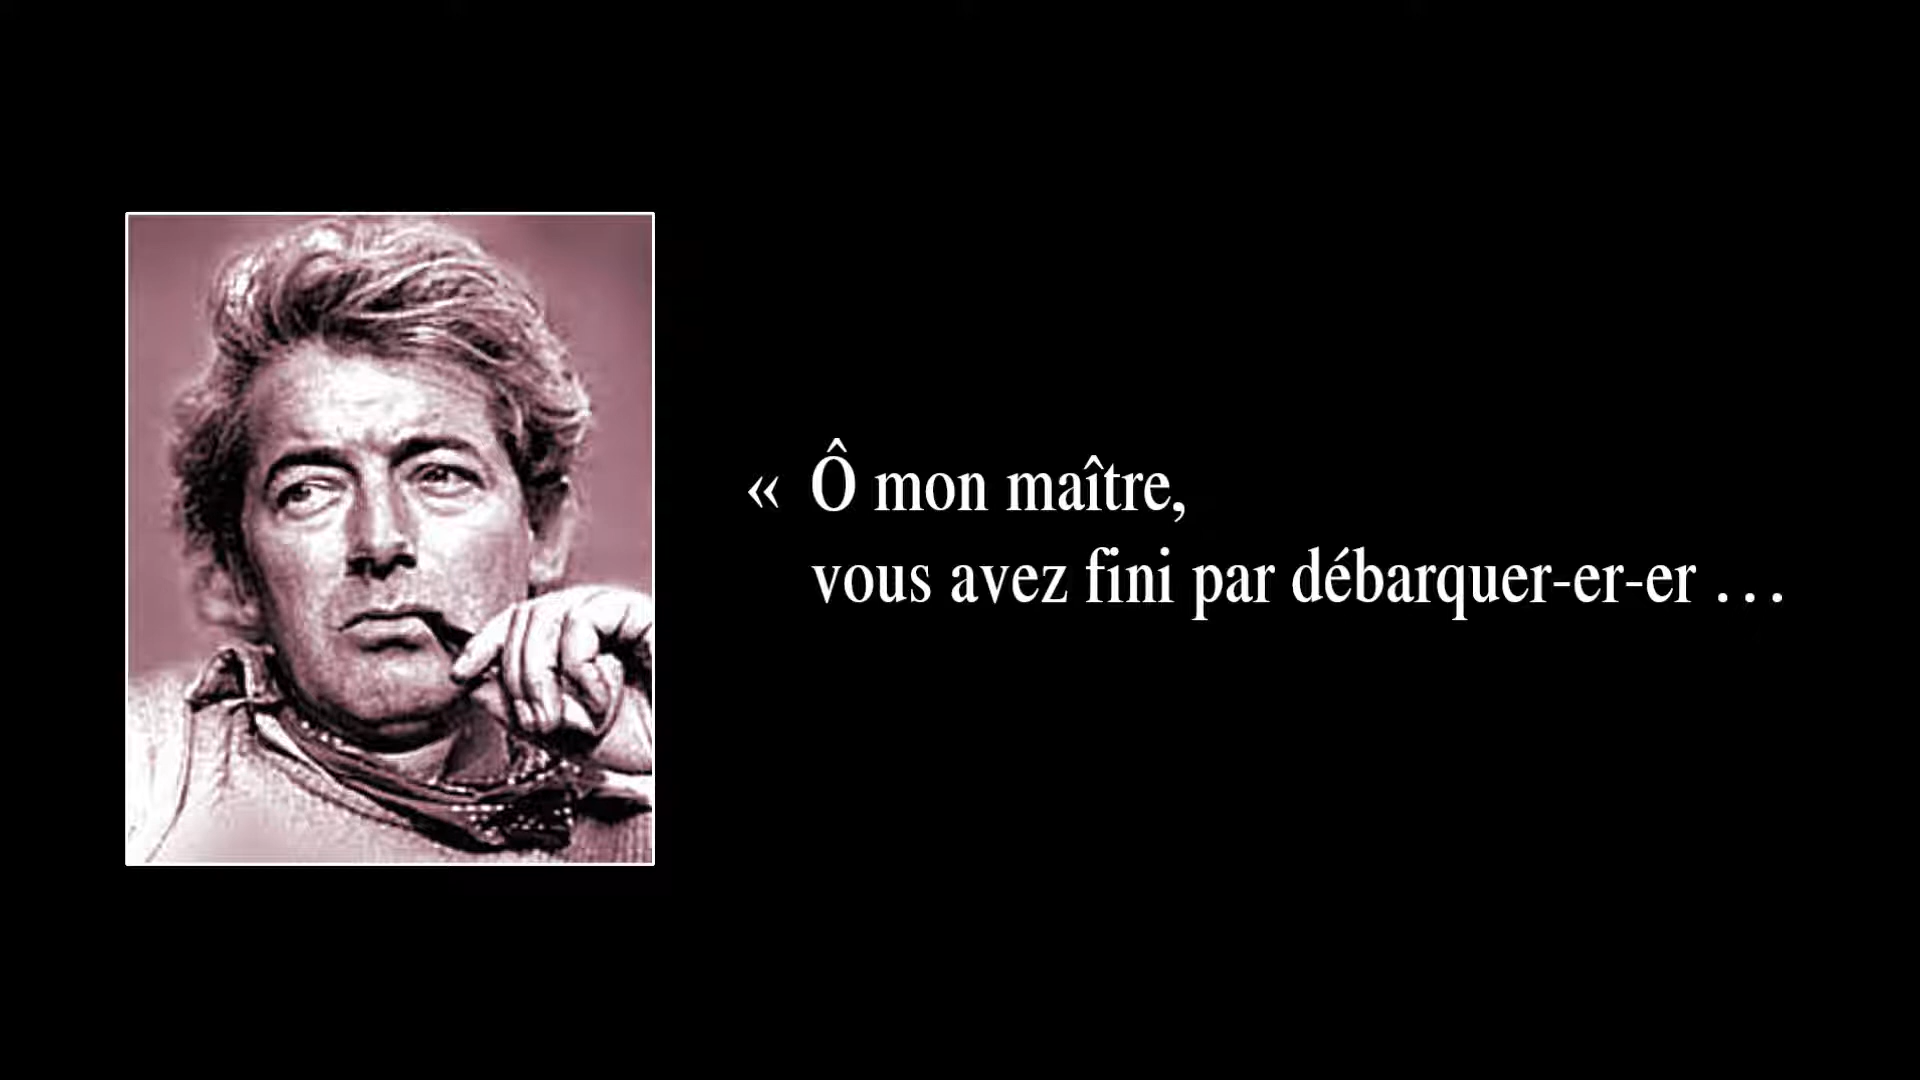 « Ô mon maître,
vous avez fini par débarquer-er-er …